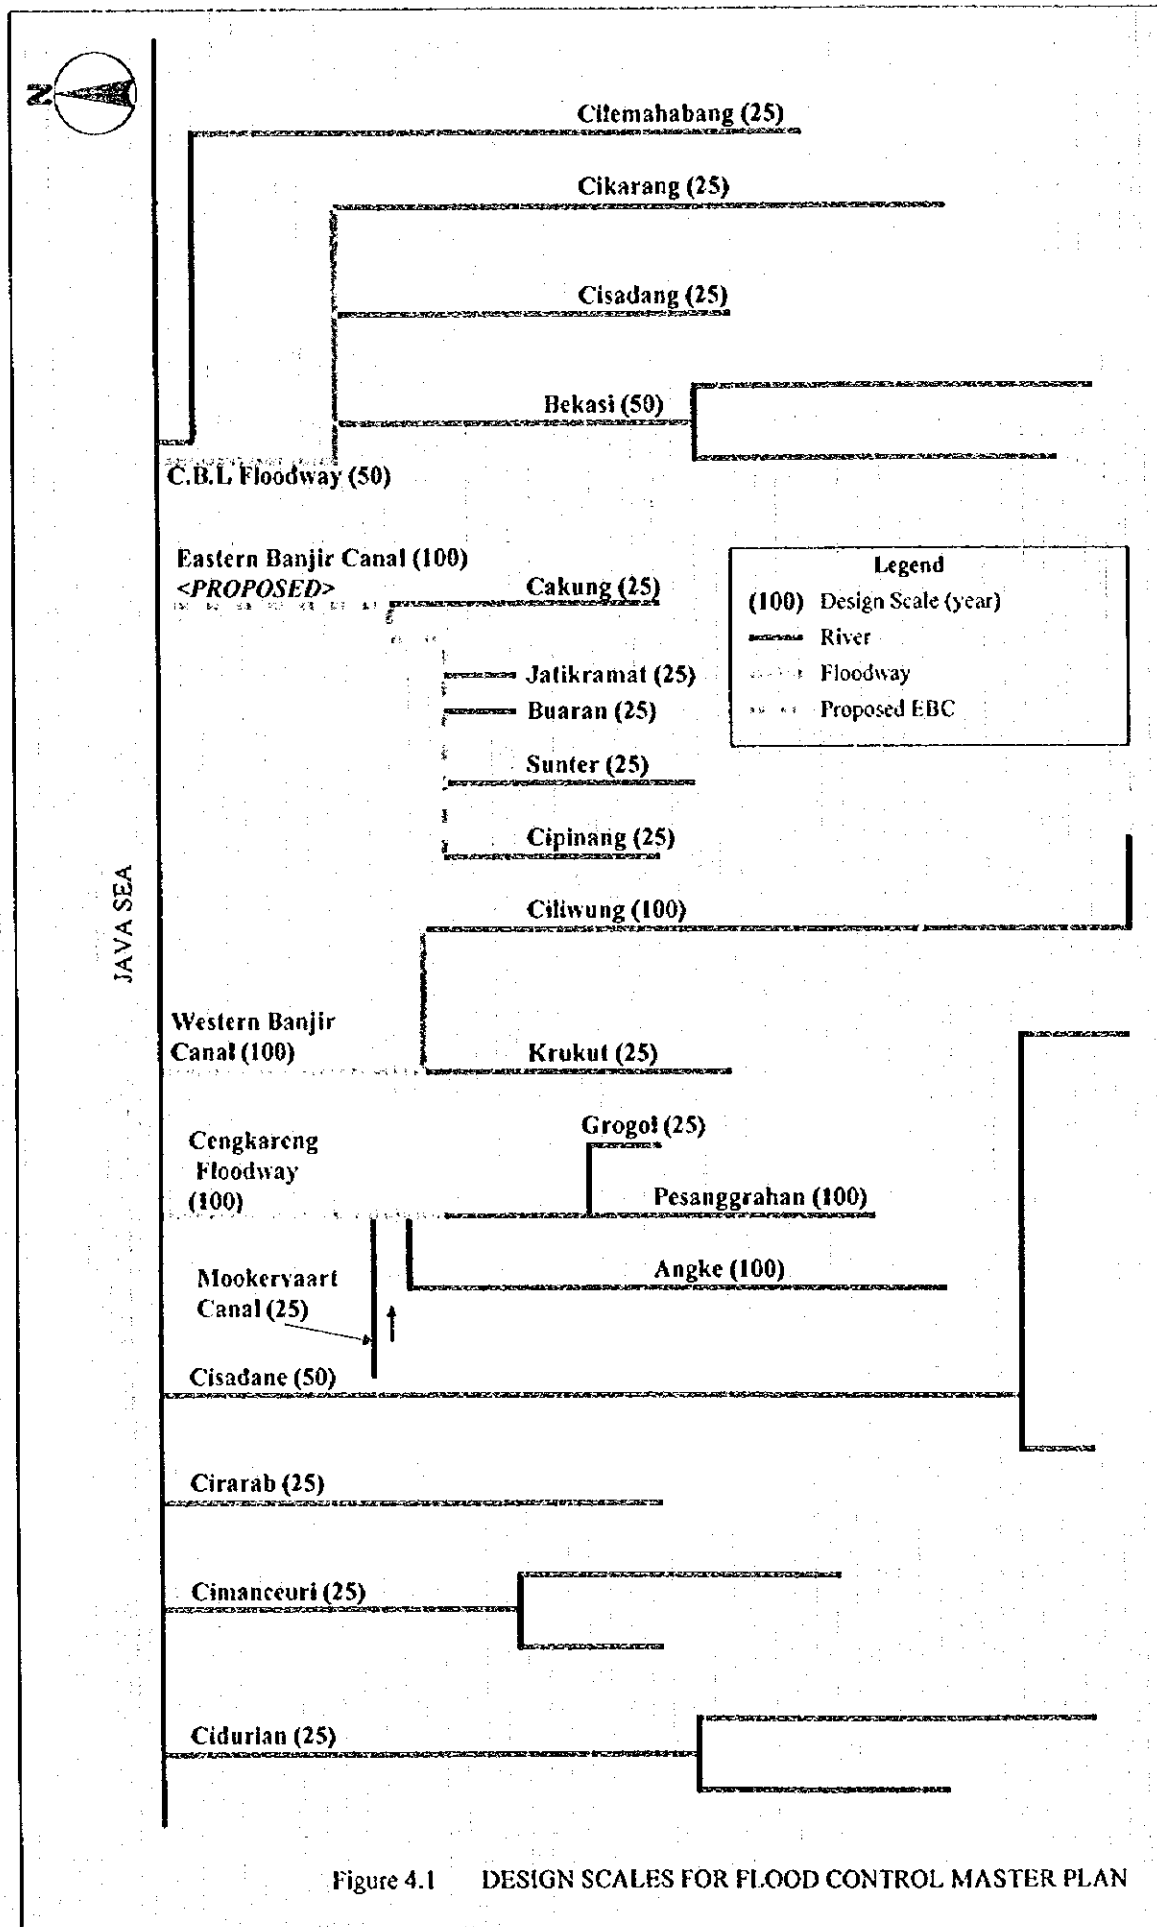 N
Cilemahabang (25)
Cikarang (25)
Cisadang (25)
Bekasi (50)
C.B.L Floodway (50)
Eastern Banjir Canal (100)
<PROPOSED>
Cakung (25)
Legend
(100) Design Scale (year)
River
Floodway
Proposed EBC
Jatikramat (25)
Buaran (25)
Sunter (25)
Cipinang (25)
JAVA SEA
Ciliwung (100)
Western Banjir
Canal (100)
Krukut (25)
Grogol (25)
Cengkareng
Floodway
(100)
Pesanggrahan (100)
Mookervaart
Canal (25)
Angke (100)
Cisadane (50)
Cirarab (25)
Cimanceuri (25)
Cidurian (25)
Figure 4.1 DESIGN SCALES FOR FLOOD CONTROL MASTER PLAN